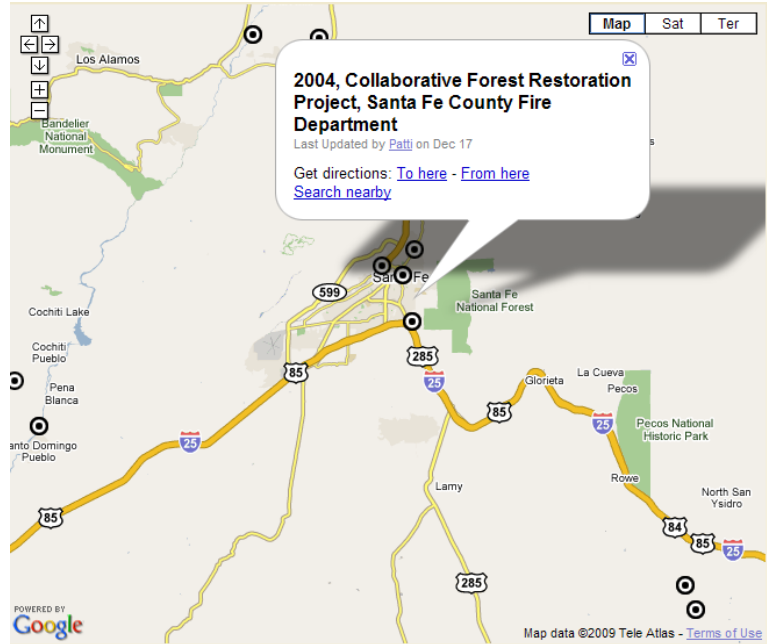 Map Sat Ter
Los Alamos
2004, Collaborative Forest Restoration
Project, Santa Fe County Fire
Department
Last Updated by Patti on Dec 17
Get directions: To here - From here
Search nearby
Bandelier
National
Monument
Santa Fe
599
Santa Fe
National Forest
Cochiti Lake
Cochiti
Pueblo
285
85
25
Pena
Blanca
Glorieta
La Cueva
Pecos
85
25
Pecos National
Historic Park
25
anto Domingo
Pueblo
Rowe
Lamy
North San
Ysidro
85
84
85
25
285
POWERED BY
Google
Map data ©2009 Tele Atlas - Terms of Use